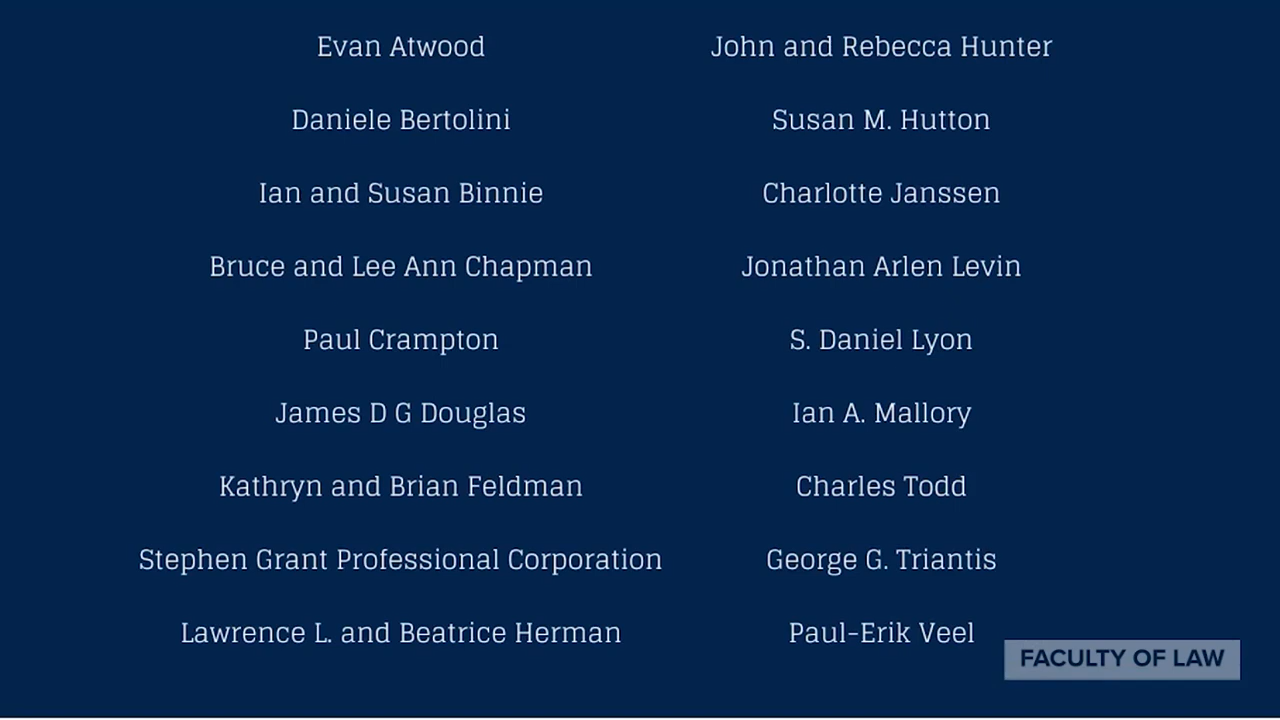 Evan Atwood
Daniele Bertolini
Ian and Susan Binnie
Bruce and Lee Ann Chapman
Paul Crampton
James D G Douglas
Kathryn and Brian Feldman
Stephen Grant Professional Corporation
Lawrence L. and Beatrice Herman
John and Rebecca Hunter
Susan M. Hutton
Charlotte Janssen
Jonathan Arlen Levin
S. Daniel Lyon
Ian A. Mallory
Charles Todd
George G. Triantis
Paul-Erik Veel
FACULTY OF LAW